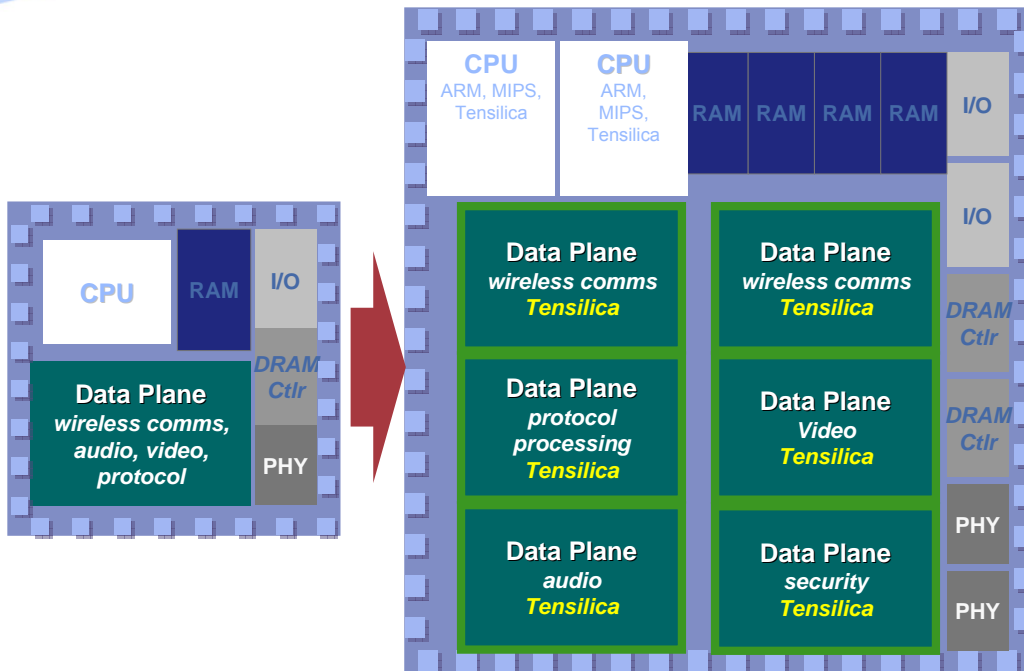 CPU
RAM
I/O
DRAM
Ctlr
PHY
Data Plane
wireless comms,
audio, video,
protocol
CPU
ARM, MIPS,
Tensilica
CPU
ARM,
MIPS,
Tensilica
RAM
RAM
RAM
RAM
I/O
I/O
DRAM
Ctlr
DRAM
Ctlr
PHY
PHY
Data Plane
wireless comms
Tensilica
Data Plane
wireless comms
Tensilica
Data Plane
protocol
processing
Tensilica
Data Plane
Video
Tensilica
Data Plane
audio
Tensilica
Data Plane
security
Tensilica